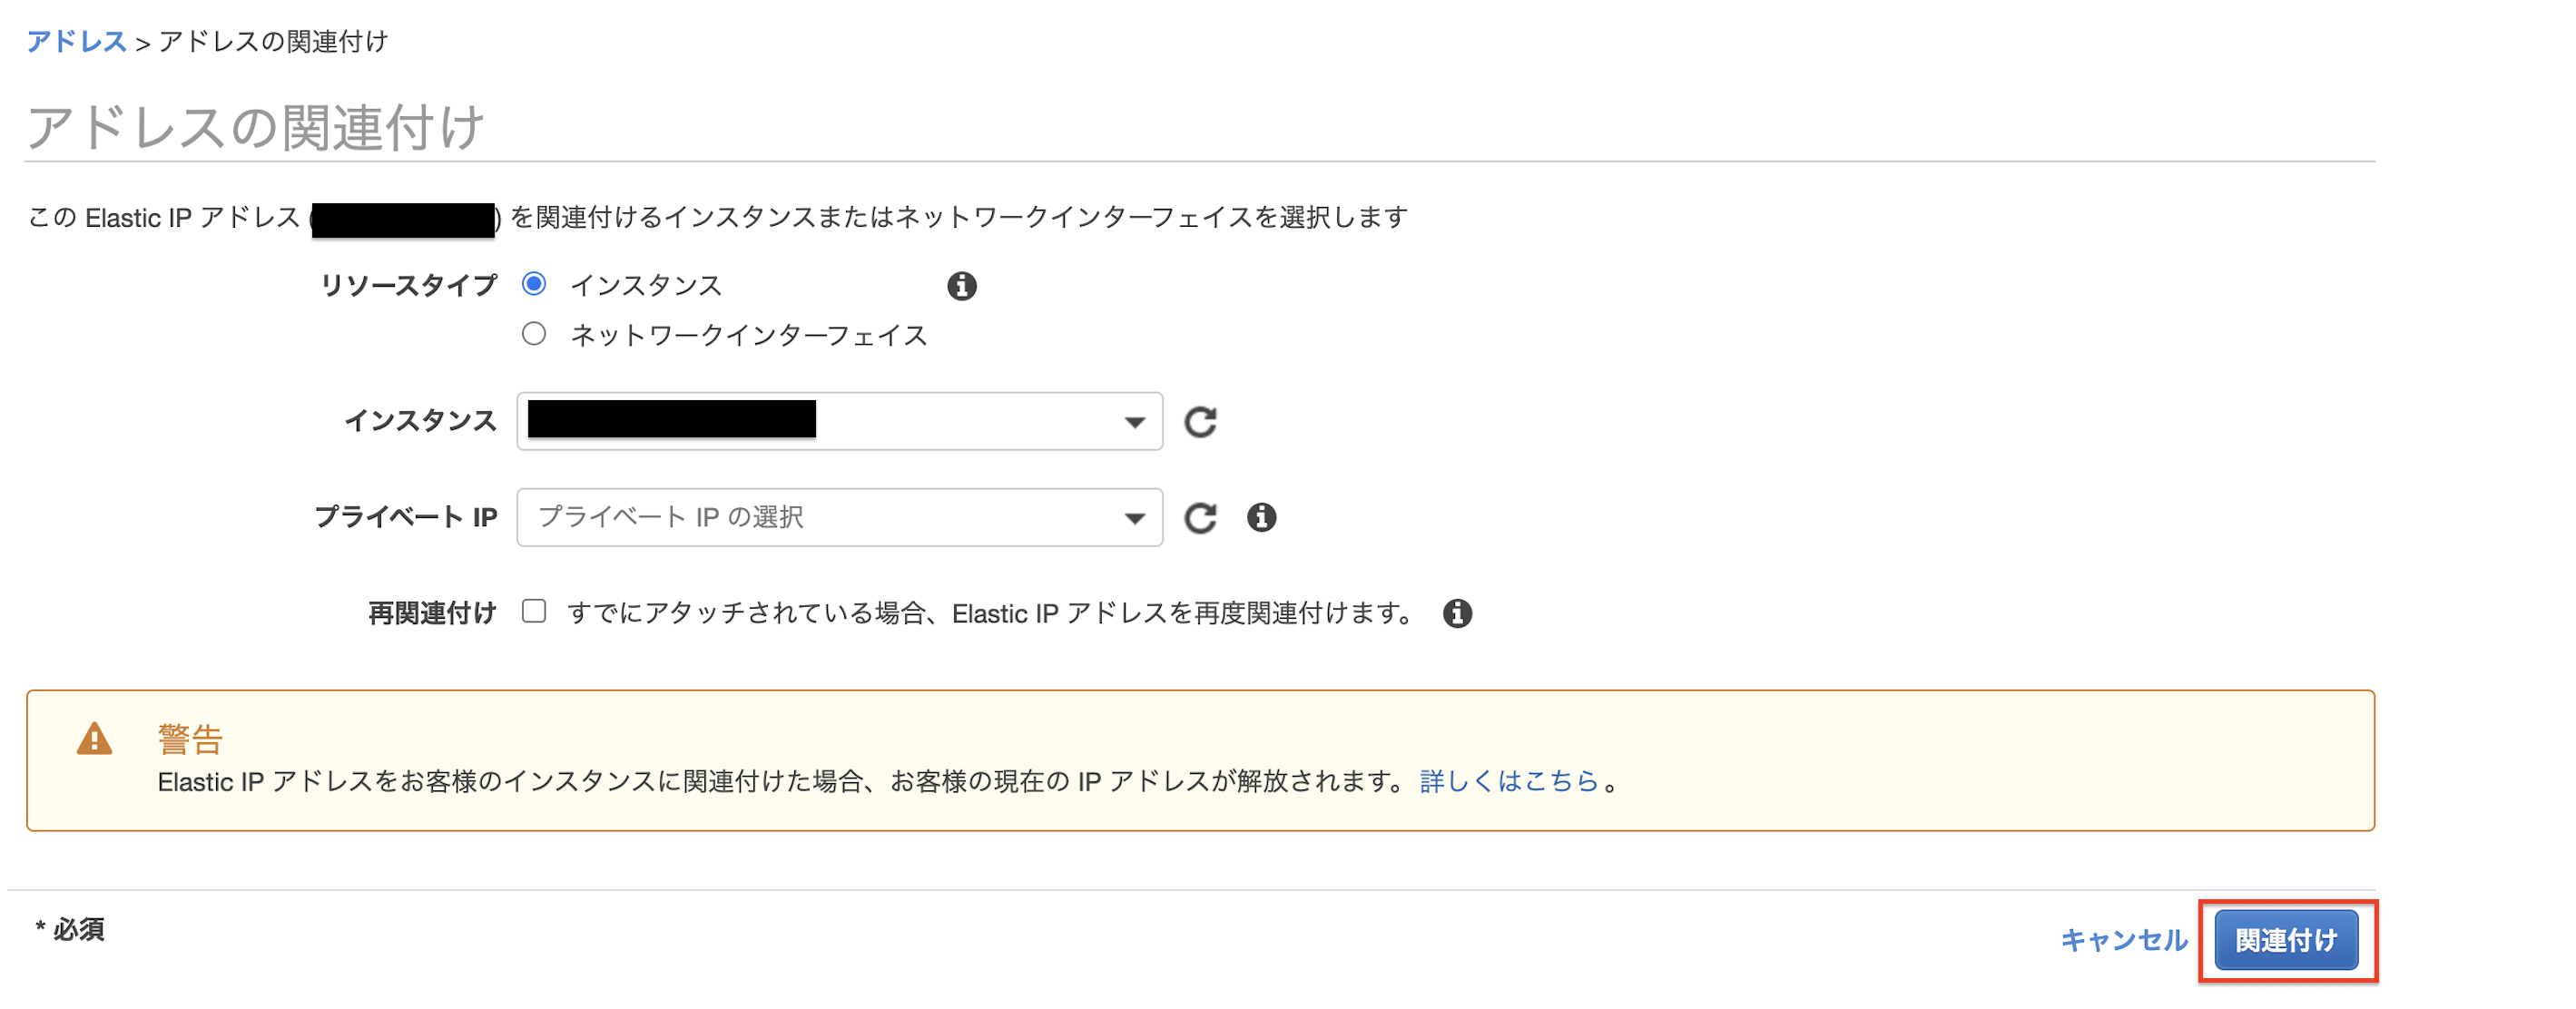 アドレス > アドレスの関連付け
アドレスの関連付け
この Elastic IP アドレス ( ) を関連付けるインスタンスまたはネットワークインターフェイスを選択します
リソースタイプ インスタンス
ネットワークインターフェイス
インスタンス
プライベート IP プライベート IP の選択
再関連付け すでにアタッチされている場合、Elastic IP アドレスを再度関連付けます。
警告
Elastic IP アドレスをお客様のインスタンスに関連付けた場合、お客様の現在の IP アドレスが解放されます。 詳しくはこちら 。
* 必須
キャンセル 関連付け